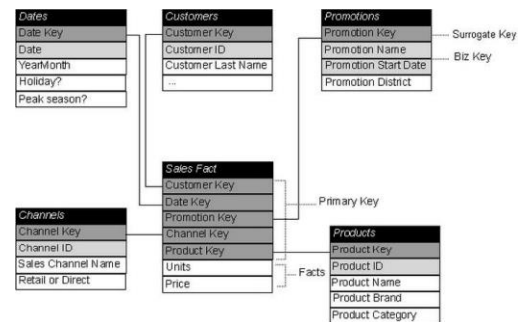 Dates
Date Key
Date
YearMonth
Holiday?
Peak season?
Customers
Customer Key
Customer ID
Customer Last Name
...
Promotions
Promotion Key
Promotion Name
Promotion Start Date
Promotion District
Surrogate Key
Biz Key
Sales Fact
Customer Key
Date Key
Promotion Key
Channel Key
Product Key
Units
Price
Primary Key
Facts
Channels
Channel Key
Channel ID
Sales Channel Name
Retail or Direct
Products
Product Key
Product ID
Product Name
Product Brand
Product Category